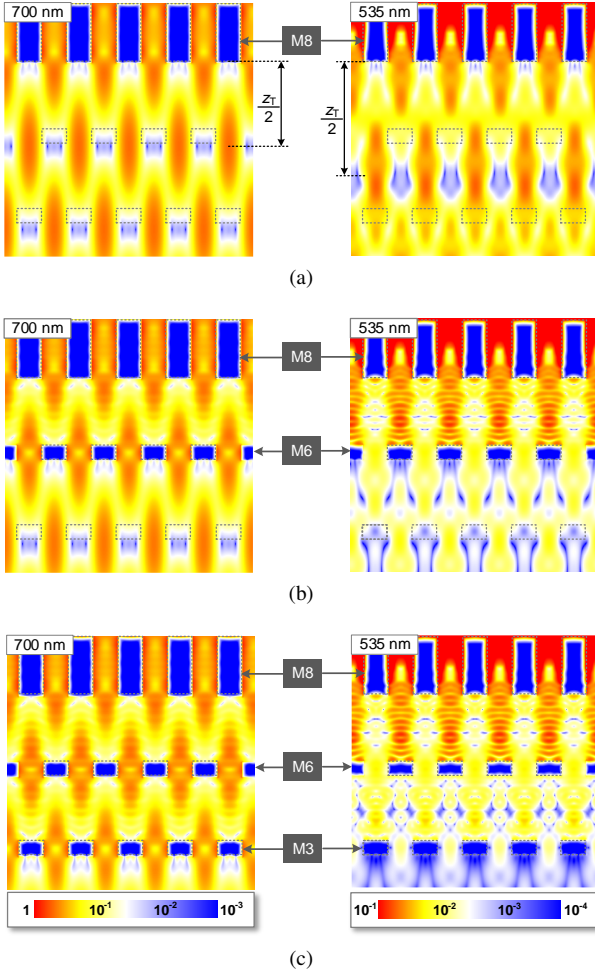 700 nm
M8
535 nm
z_T/2
z_T/2
(a)
700 nm
M8
535 nm
M6
(b)
700 nm
M8
535 nm
M6
M3
1 10^-1 10^-2 10^-3
10^-1 10^-2 10^-3 10^-4
(c)